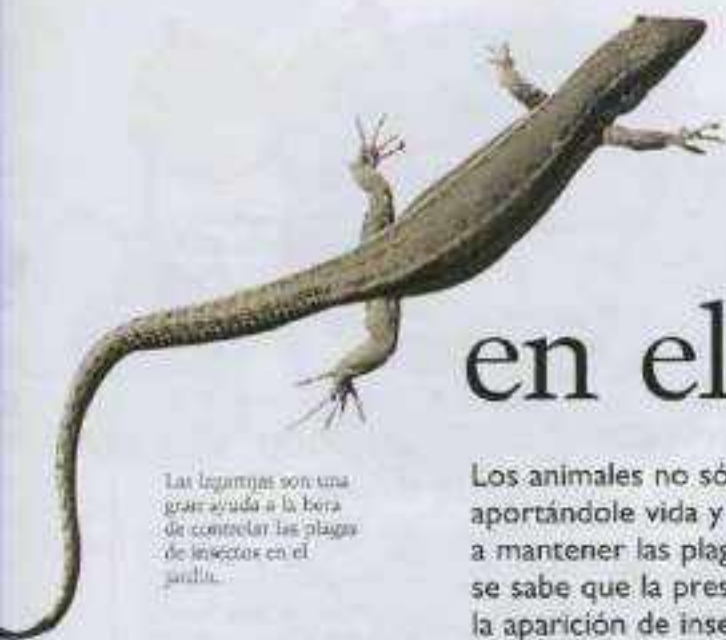 en el
Las lagartijas son una
gran ayuda a la hora
de controlar las plagas
de insectos en el
jardín.
Los animales no só
aportándole vida y
a mantener las plag
se sabe que la pres
la aparición de inse